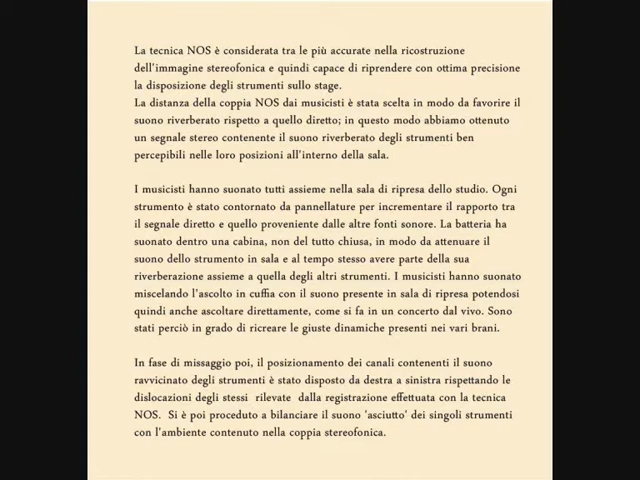 La tecnica NOS è considerata tra le più accurate nella ricostruzione
dell'immagine stereofonica e quindi capace di riprendere con ottima precisione
la disposizione degli strumenti sullo stage.
La distanza della coppia NOS dai musicisti è stata scelta in modo da favorire il
suono riverberato rispetto a quello diretto; in questo modo abbiamo ottenuto
un segnale stereo contenente il suono riverberato degli strumenti ben
percepibili nelle loro posizioni all'interno della sala.
I musicisti hanno suonato tutti assieme nella sala di ripresa dello studio. Ogni
strumento è stato contornato da pannellature per incrementare il rapporto tra
il segnale diretto e quello proveniente dalle altre fonti sonore. La batteria ha
suonato dentro una cabina, non del tutto chiusa, in modo da attenuare il
suono dello strumento in sala e al tempo stesso avere parte della sua
riverberazione assieme a quella degli altri strumenti. I musicisti hanno suonato
miscelando l'ascolto in cuffia con il suono presente in sala di ripresa potendosi
quindi anche ascoltare direttamente, come si fa in un concerto dal vivo. Sono
stati perciò in grado di ricreare le giuste dinamiche presenti nei vari brani.
In fase di missaggio poi, il posizionamento dei canali contenenti il suono
ravvicinato degli strumenti è stato disposto da destra a sinistra rispettando le
dislocazioni degli stessi  rilevate  dalla registrazione effettuata con la tecnica
NOS.  Si è poi proceduto a bilanciare il suono 'asciutto' dei singoli strumenti
con l'ambiente contenuto nella coppia stereofonica.